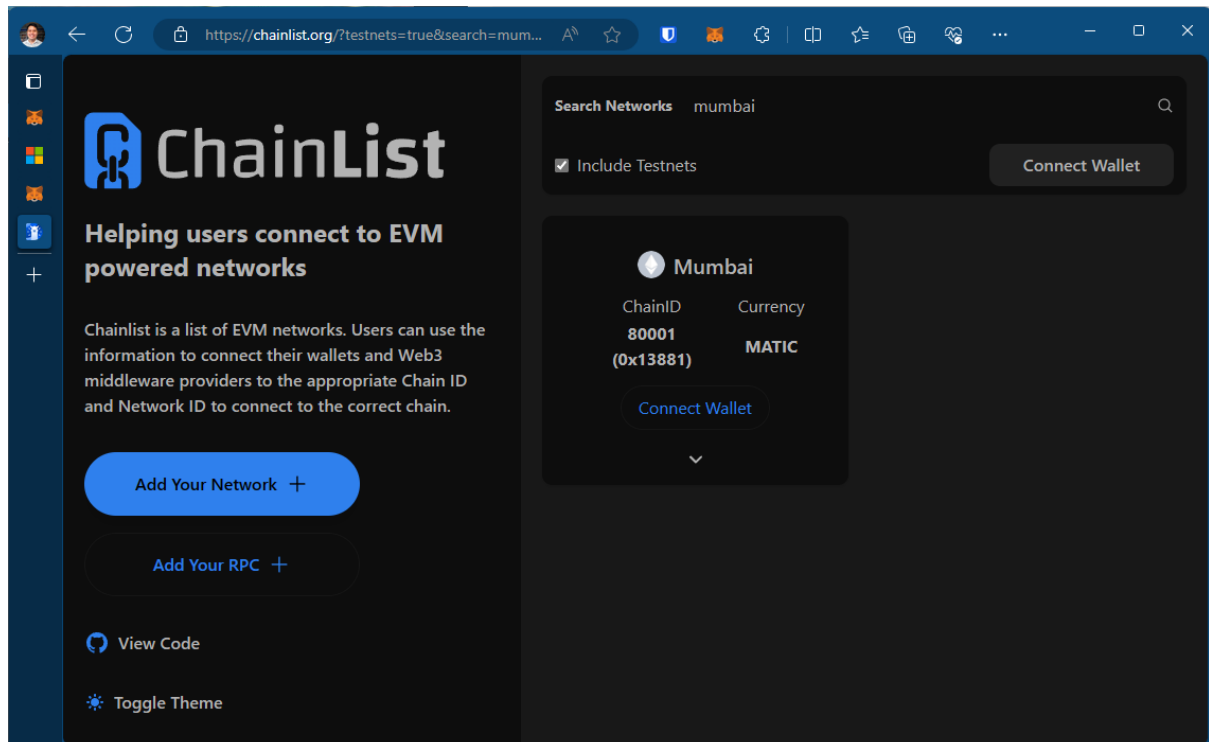 https://chainlist.org/?testnets=true&search=mum...
ChainList
Helping users connect to EVM
powered networks
Chainlist is a list of EVM networks. Users can use the
information to connect their wallets and Web3
middleware providers to the appropriate Chain ID
and Network ID to connect to the correct chain.
Add Your Network
Add Your RPC
View Code
Toggle Theme
Search Networks mumbai
Include Testnets
Connect Wallet
Mumbai
ChainID Currency
80001
(0x13881)
MATIC
Connect Wallet